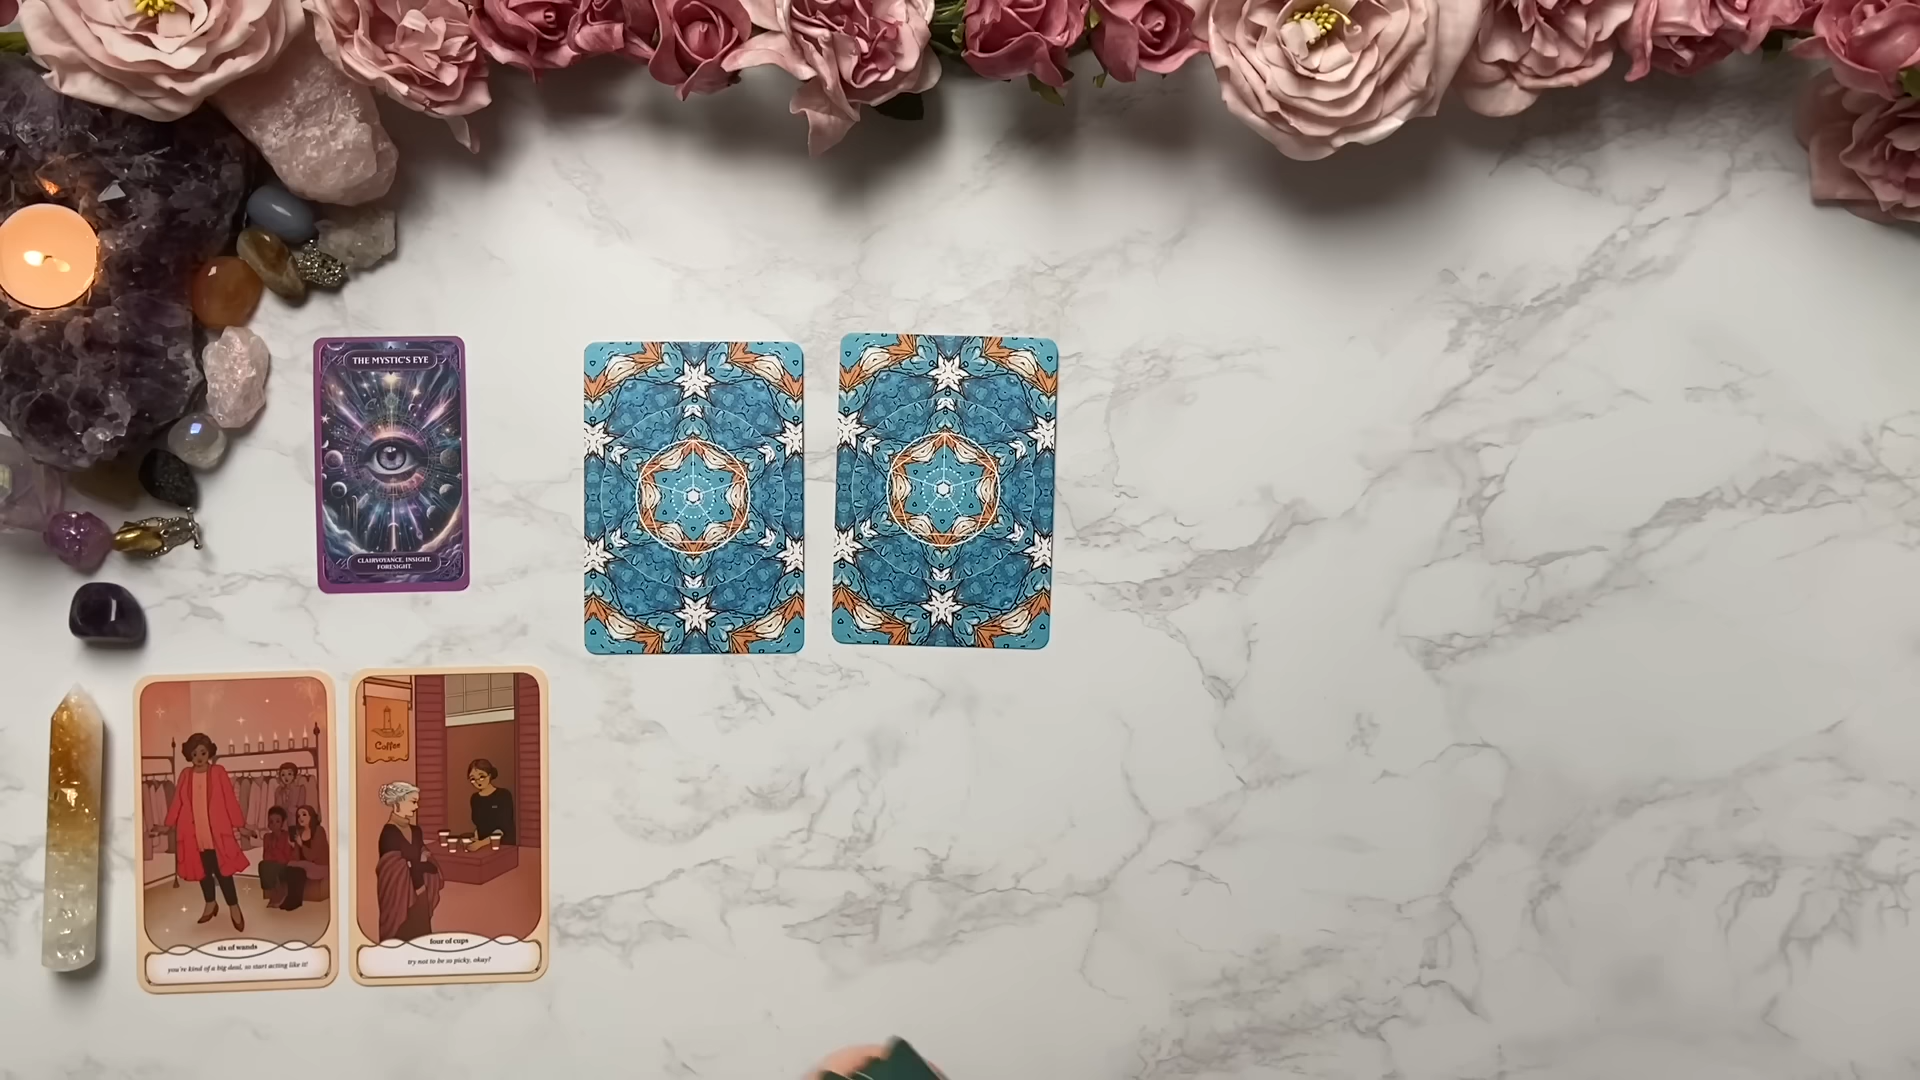 THE MYSTIC'S EYE
CLAIRVOYANCE, INSIGHT,
FORESIGHT.
Coffee
six of wands
you're kind of a big deal, so start acting like it!
four of cups
try not to be so picky, okay?